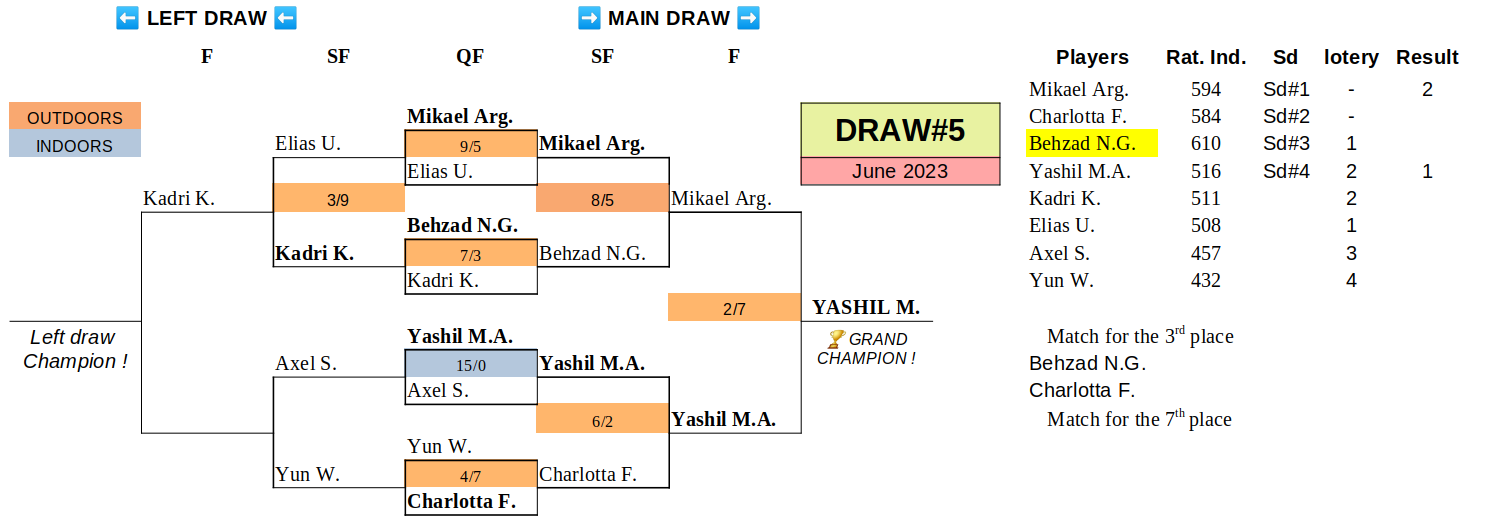 LEFT DRAW MAIN DRAW
F SF QF SF F
Players Rat. Ind. Sd lotery Result
Mikael Arg. 594 Sd#1 - 2
Charlotta F. 584 Sd#2 -
Behzad N.G. 610 Sd#3 1
Yashil M.A. 516 Sd#4 2 1
Kadri K. 511 2
Elias U. 508 1
Axel S. 457 3
Yun W. 432 4
OUTDOORS
INDOORS
Mikael Arg.
Elias U. 9/5 Mikael Arg.
Elias U.
DRAW#5
June 2023
Kadri K. 3/9 8/5 Mikael Arg.
Behzad N.G.
Kadri K. 7/3 Behzad N.G.
Kadri K.
2/7 YASHIL M.
Left draw
Champion !
GRAND
CHAMPION !
Yashil M.A.
Axel S. 15/0 Yashil M.A.
Axel S.
6/2 Yashil M.A.
Yun W.
Yun W. 4/7 Charlotta F.
Charlotta F.
Match for the 3rd place
Behzad N.G.
Charlotta F.
Match for the 7th place